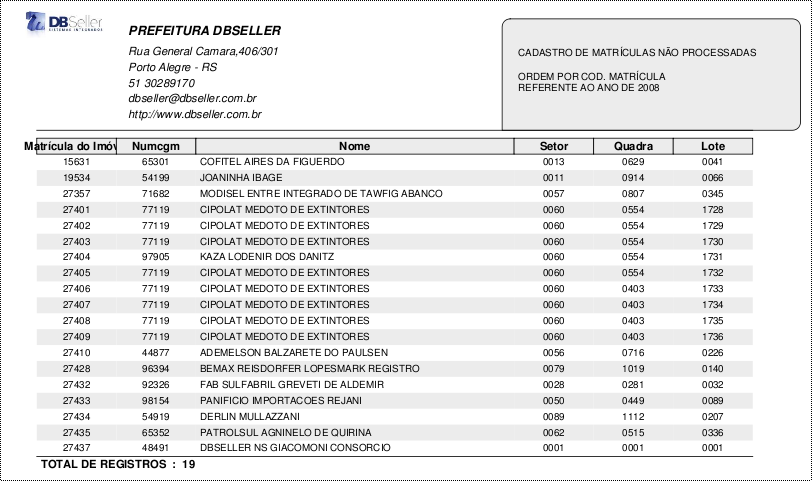 DBSeller
SISTEMAS INTEGRADOS
PREFEITURA DBSELLER
Rua General Camara,406/301
Porto Alegre - RS
51 30289170
dbseller@dbseller.com.br
http://www.dbseller.com.br
CADASTRO DE MATRÍCULAS NÃO PROCESSADAS
ORDEM POR COD. MATRÍCULA
REFERENTE AO ANO DE 2008
Matrícula do Imóv Numcgm Nome Setor Quadra Lote
15631 65301 COFITEL AIRES DA FIGUERDO 0013 0629 0041
19534 54199 JOANINHA IBAGE 0011 0914 0066
27357 71682 MODISEL ENTRE INTEGRADO DE TAWFIG ABANCO 0057 0807 0345
27401 77119 CIPOLAT MEDOTO DE EXTINTORES 0060 0554 1728
27402 77119 CIPOLAT MEDOTO DE EXTINTORES 0060 0554 1729
27403 77119 CIPOLAT MEDOTO DE EXTINTORES 0060 0554 1730
27404 97905 KAZA LODENIR DOS DANITZ 0060 0554 1731
27405 77119 CIPOLAT MEDOTO DE EXTINTORES 0060 0554 1732
27406 77119 CIPOLAT MEDOTO DE EXTINTORES 0060 0403 1733
27407 77119 CIPOLAT MEDOTO DE EXTINTORES 0060 0403 1734
27408 77119 CIPOLAT MEDOTO DE EXTINTORES 0060 0403 1735
27409 77119 CIPOLAT MEDOTO DE EXTINTORES 0060 0403 1736
27410 44877 ADEMELSON BALZARETE DO PAULSEN 0056 0716 0226
27428 96394 BEMAX REISDORFER LOPESMARK REGISTRO 0079 1019 0140
27432 92326 FAB SULFABRIL GREVETI DE ALDEMIR 0028 0281 0032
27433 98154 PANIFICIO IMPORTACOES REJANI 0050 0449 0089
27434 54919 DERLIN MULLAZZANI 0089 1112 0207
27435 65352 PATROLSUL AGNINELO DE QUIRINA 0062 0515 0336
27437 48491 DBSELLER NS GIACOMONI CONSORCIO 0001 0001 0001
TOTAL DE REGISTROS : 19